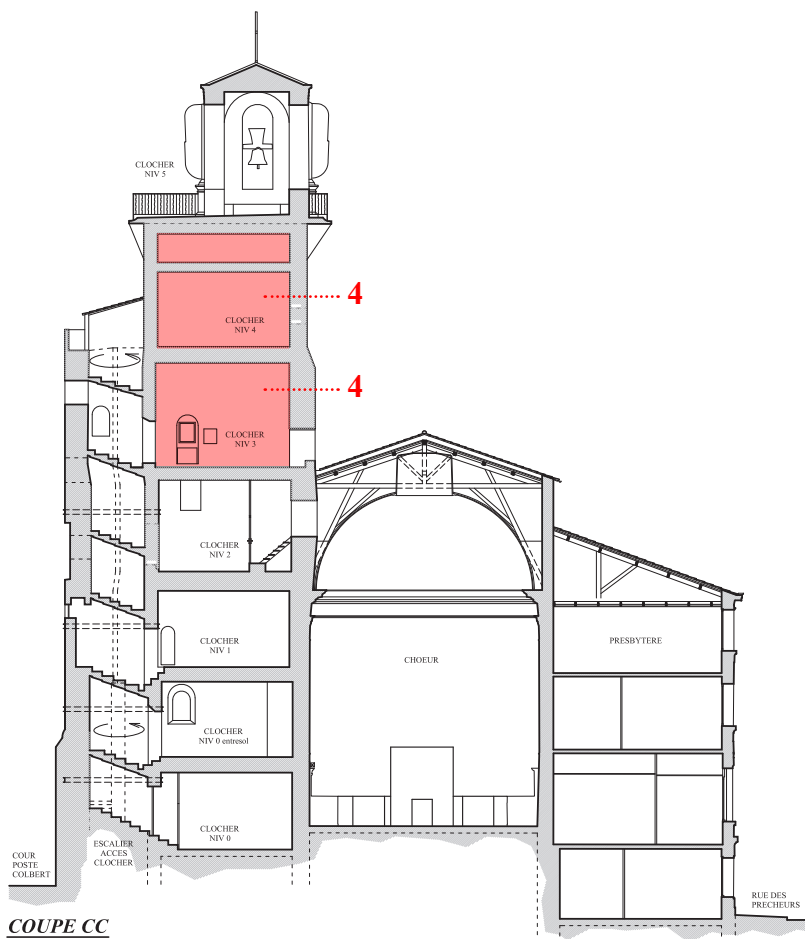 CLOCHER
NIV 5
4
CLOCHER
NIV 4
4
CLOCHER
NIV 3
CLOCHER
NIV 2
CLOCHER
NIV 1
CHOEUR
PRESBYTERE
CLOCHER
NIV 0 entresol
CLOCHER
NIV 0
ESCALIER
ACCES
CLOCHER
COUR
POSTE
COLBERT
RUE DES
PRECHEURS
COUPE CC